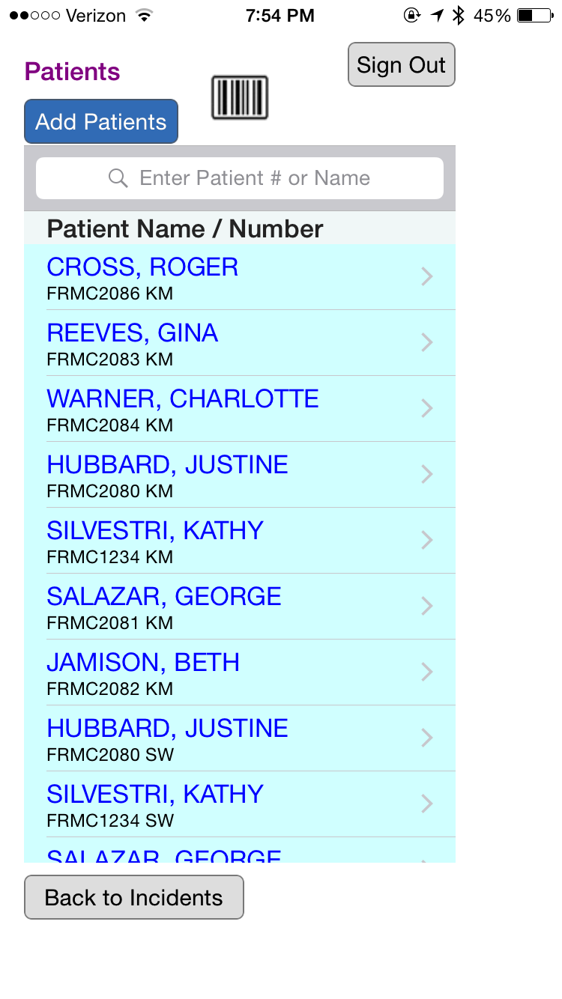 Verizon 7:54 PM 45%
Patients
Sign Out
Add Patients
Enter Patient # or Name
Patient Name / Number
CROSS, ROGER
FRMC2086 KM
REEVES, GINA
FRMC2083 KM
WARNER, CHARLOTTE
FRMC2084 KM
HUBBARD, JUSTINE
FRMC2080 KM
SILVESTRI, KATHY
FRMC1234 KM
SALAZAR, GEORGE
FRMC2081 KM
JAMISON, BETH
FRMC2082 KM
HUBBARD, JUSTINE
FRMC2080 SW
SILVESTRI, KATHY
FRMC1234 SW
SALAZAR, GEORGE
Back to Incidents